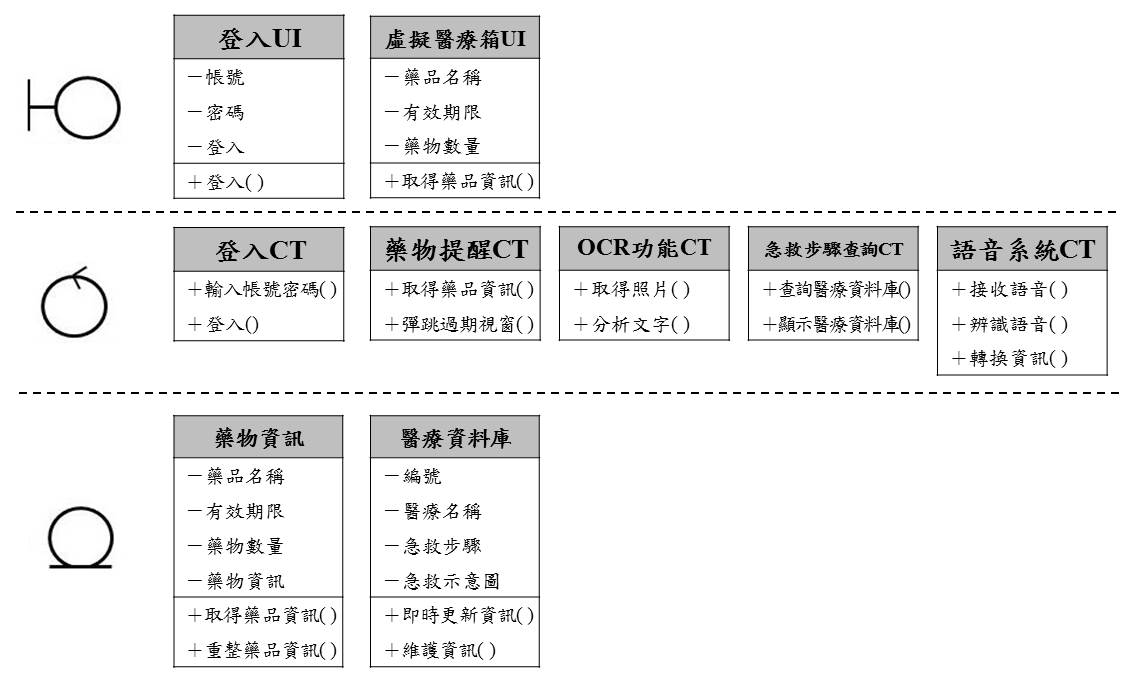 登入UI
－帳號
－密碼
－登入
＋登入( )
虛擬醫療箱UI
－藥品名稱
－有效期限
－藥物數量
＋取得藥品資訊( )
登入CT
＋輸入帳號密碼( )
＋登入()
藥物提醒CT
＋取得藥品資訊( )
＋彈跳過期視窗( )
OCR功能CT
＋取得照片( )
＋分析文字( )
急救步驟查詢CT
＋查詢醫療資料庫()
＋顯示醫療資料庫()
語音系統CT
＋接收語音( )
＋辨識語音( )
＋轉換資訊( )
藥物資訊
－藥品名稱
－有效期限
－藥物數量
－藥物資訊
＋取得藥品資訊( )
＋重整藥品資訊( )
醫療資料庫
－編號
－醫療名稱
－急救步驟
－急救示意圖
＋即時更新資訊( )
＋維護資訊( )